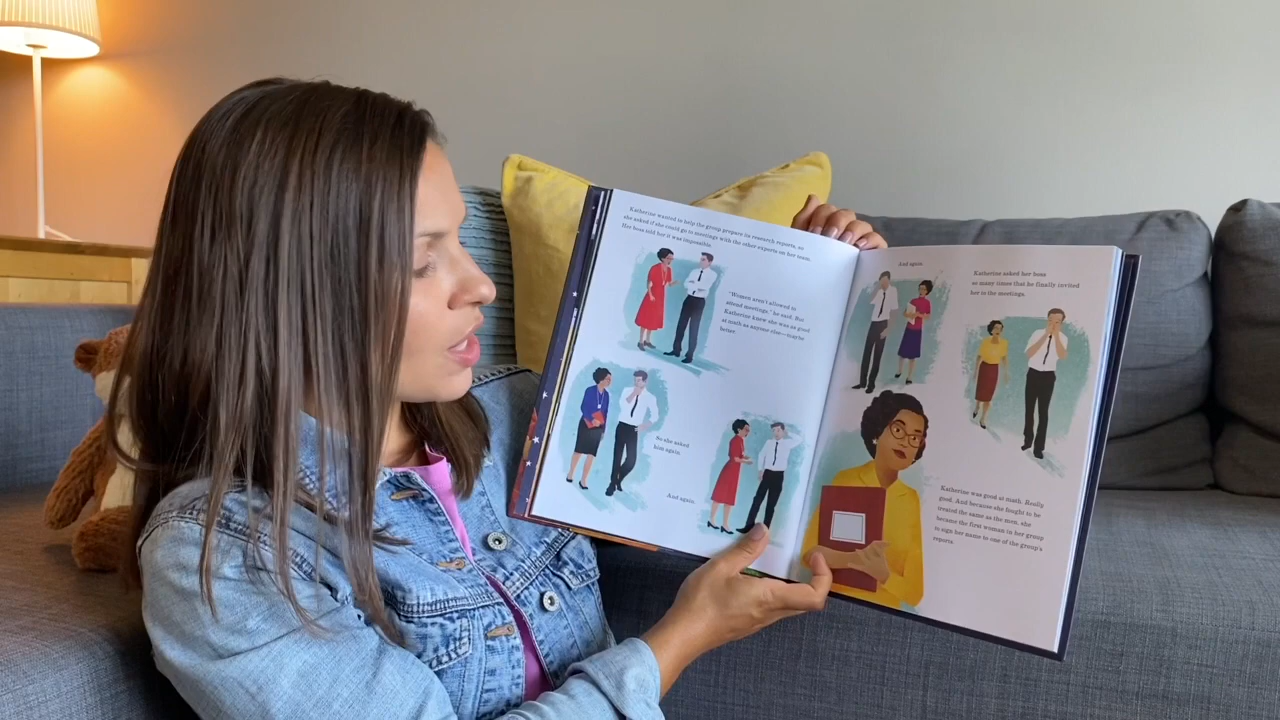 Katherine wanted to help the group prepare its research reports, so
she asked if she could go to meetings with the other experts on her team.
Her boss told her it was impossible.
"Women aren't allowed to
attend meetings," he said. But
Katherine knew she was as good
at math as anyone else—maybe
better.
So she asked
him again.
And again.
And again.
Katherine asked her boss
so many times that he finally invited
her to the meetings.
Katherine was good at math. Really
good. And because she fought to be
treated the same as the men, she
became the first woman in her group
to sign her name to one of the group's
reports.